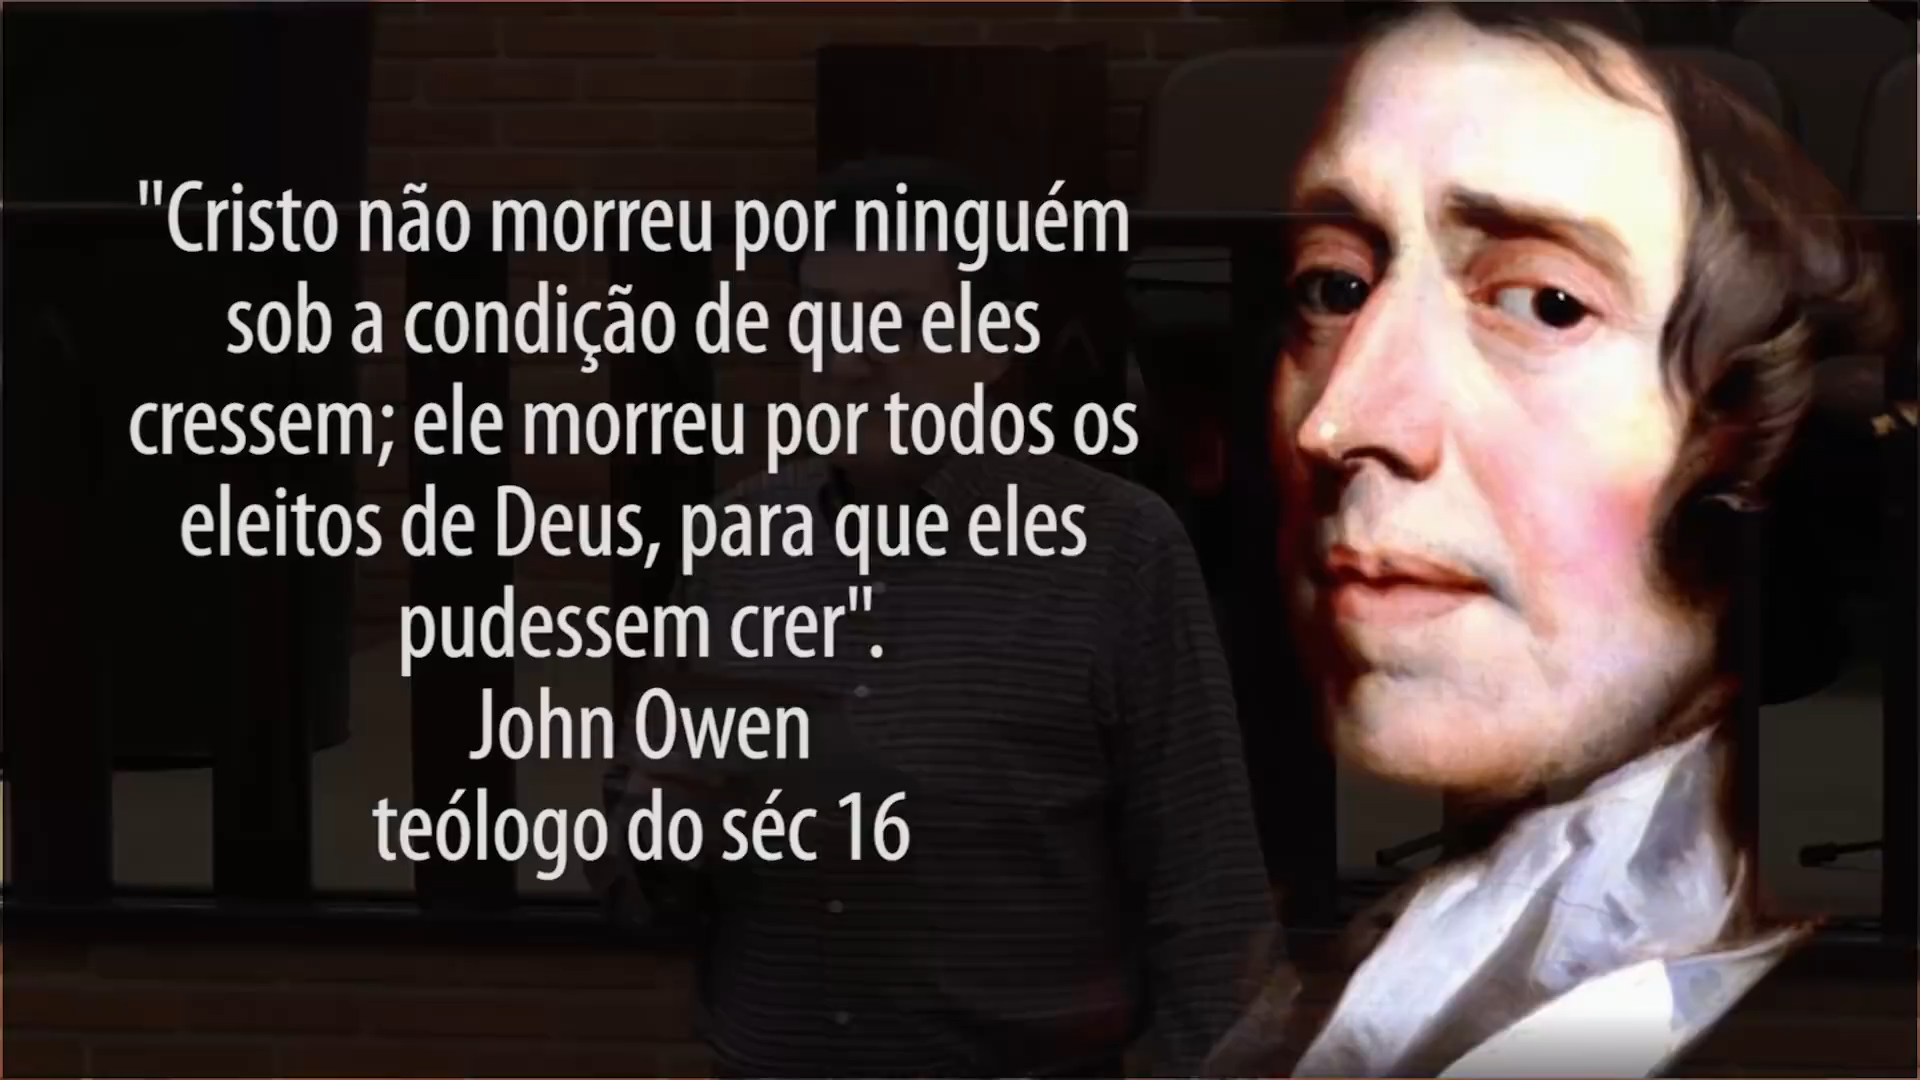 "Cristo não morreu por ninguém
sob a condição de que eles
cressem; ele morreu por todos os
eleitos de Deus, para que eles
pudessem crer".
John Owen
teólogo do séc 16